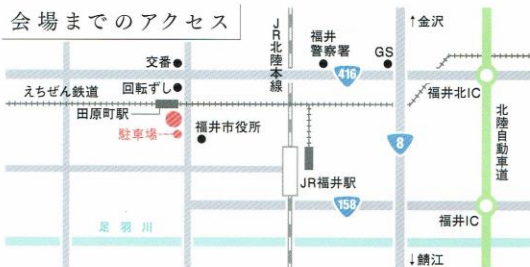 会場までのアクセス
↑金沢
JR北陸本線
福井
警察署
GS
交番
416
えちぜん鉄道
回転ずし
福井北IC
田原町駅
北陸自動車道
駐車場
福井市役所
8
JR福井駅
158
福井IC
足羽川
↓鯖江